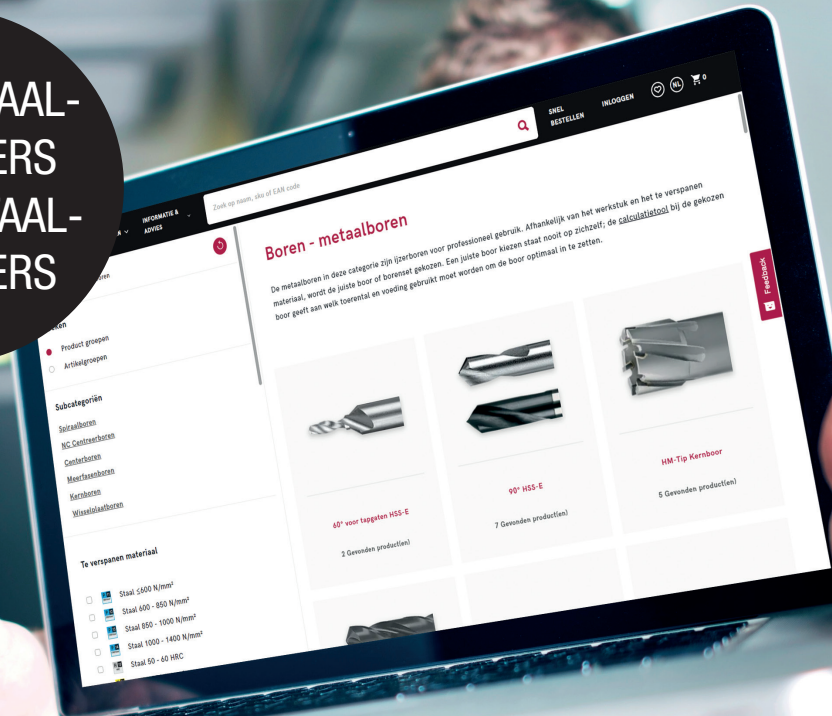 AAL-
ERS
AAL-
ERS
INFORMATIE &
ADVIES
Zoek op naam, sku of EAN code
SNEL
BESTELLEN
INLOGGEN
NL
0
Boren - metaalboren
De metaalboren in deze categorie zijn ijzerboren voor professioneel gebruik. Afhankelijk van het werkstuk en het te verspanen
materiaal, wordt de juiste boor of borenset gekozen. Een juiste boor kiezen staat nooit op zichzelf; de calculatietool bij de gekozen
boor geeft aan welk toerental en voeding gebruikt moet worden om de boor optimaal in te zetten.
Feedback
Product groepen
Artikelgroepen
Subcategoriën
Spiraalboren
NC Centreerboren
Centerboren
Meerfasenboren
Kernboren
Wisselplaatboren
Te verspanen materiaal
Staal ≤600 N/mm²
Staal 600 - 850 N/mm²
Staal 850 - 1000 N/mm²
Staal 1000 - 1400 N/mm²
Staal 50 - 60 HRC
60° voor tapgaten HSS-E
2 Gevonden product(en)
90° HSS-E
7 Gevonden product(en)
HM-Tip Kernboor
5 Gevonden product(en)